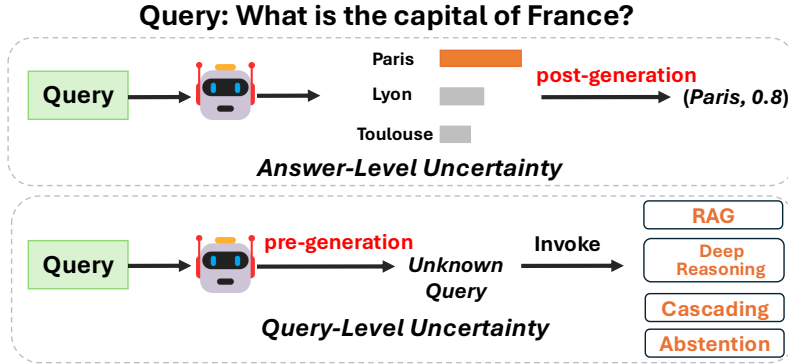 Query: What is the capital of France?
Query
Paris
Lyon
Toulouse
post-generation
(Paris, 0.8)
Answer-Level Uncertainty
Query
pre-generation
Unknown
Query
Invoke
RAG
Deep
Reasoning
Cascading
Abstention
Query-Level Uncertainty